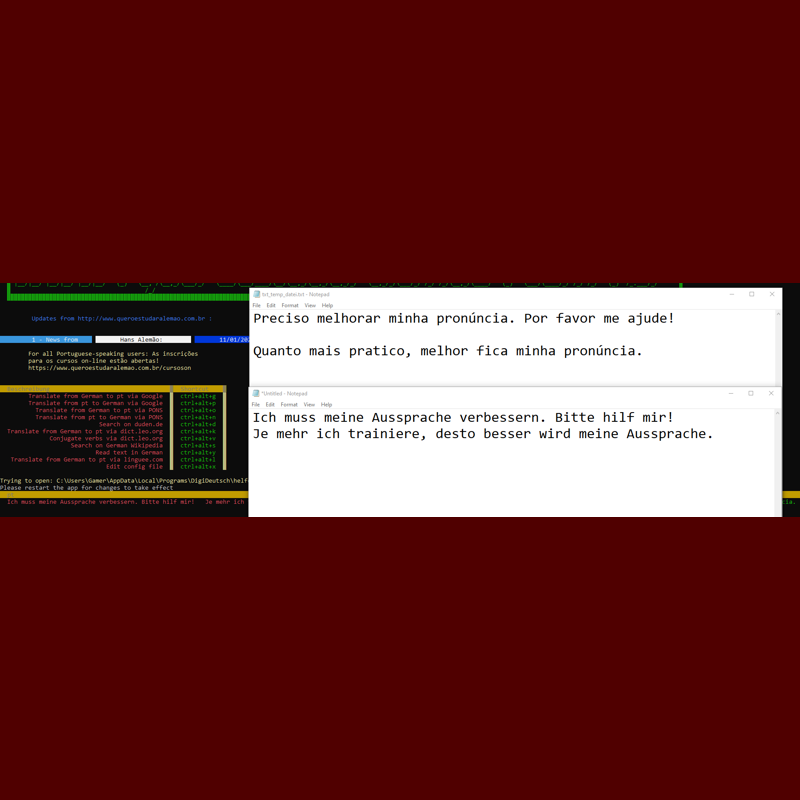 Updates from http://www.queroestudaralemao.com.br :
1 - News from
Hans Alemão:
For all Portuguese-speaking users: As inscrições
para os cursos on-line estão abertas!
https://www.queroestudaralemao.com.br/cursoson
Beschreibung Shortcut
Translate from German to pt via Google ctrl+alt+g
Translate from pt to German via Google ctrl+alt+p
Translate from German to pt via PONS ctrl+alt+o
Translate from pt to German via PONS ctrl+alt+n
Search on duden.de ctrl+alt+d
Translate from German to pt via dict.leo.org ctrl+alt+k
Conjugate verbs via dict.leo.org ctrl+alt+v
Search on German Wikipedia ctrl+alt+s
Read text in German ctrl+alt+y
Translate from German to pt via linguee.com ctrl+alt+l
Edit config file ctrl+alt+x
Trying to open: C:\Users\Gamer\AppData\Local\Programs\DigiDeutsch\helf
Please restart the app for changes to take effect
Ich muss meine Aussprache verbessern. Bitte hilf mir! Je mehr ich
txt_temp_date.txt - Notepad
File Edit Format View Help
Preciso melhorar minha pronúncia. Por favor me ajude!
Quanto mais pratico, melhor fica minha pronúncia.
*Untitled - Notepad
File Edit Format View Help
Ich muss meine Aussprache verbessern. Bitte hilf mir!
Je mehr ich trainiere, desto besser wird meine Aussprache.